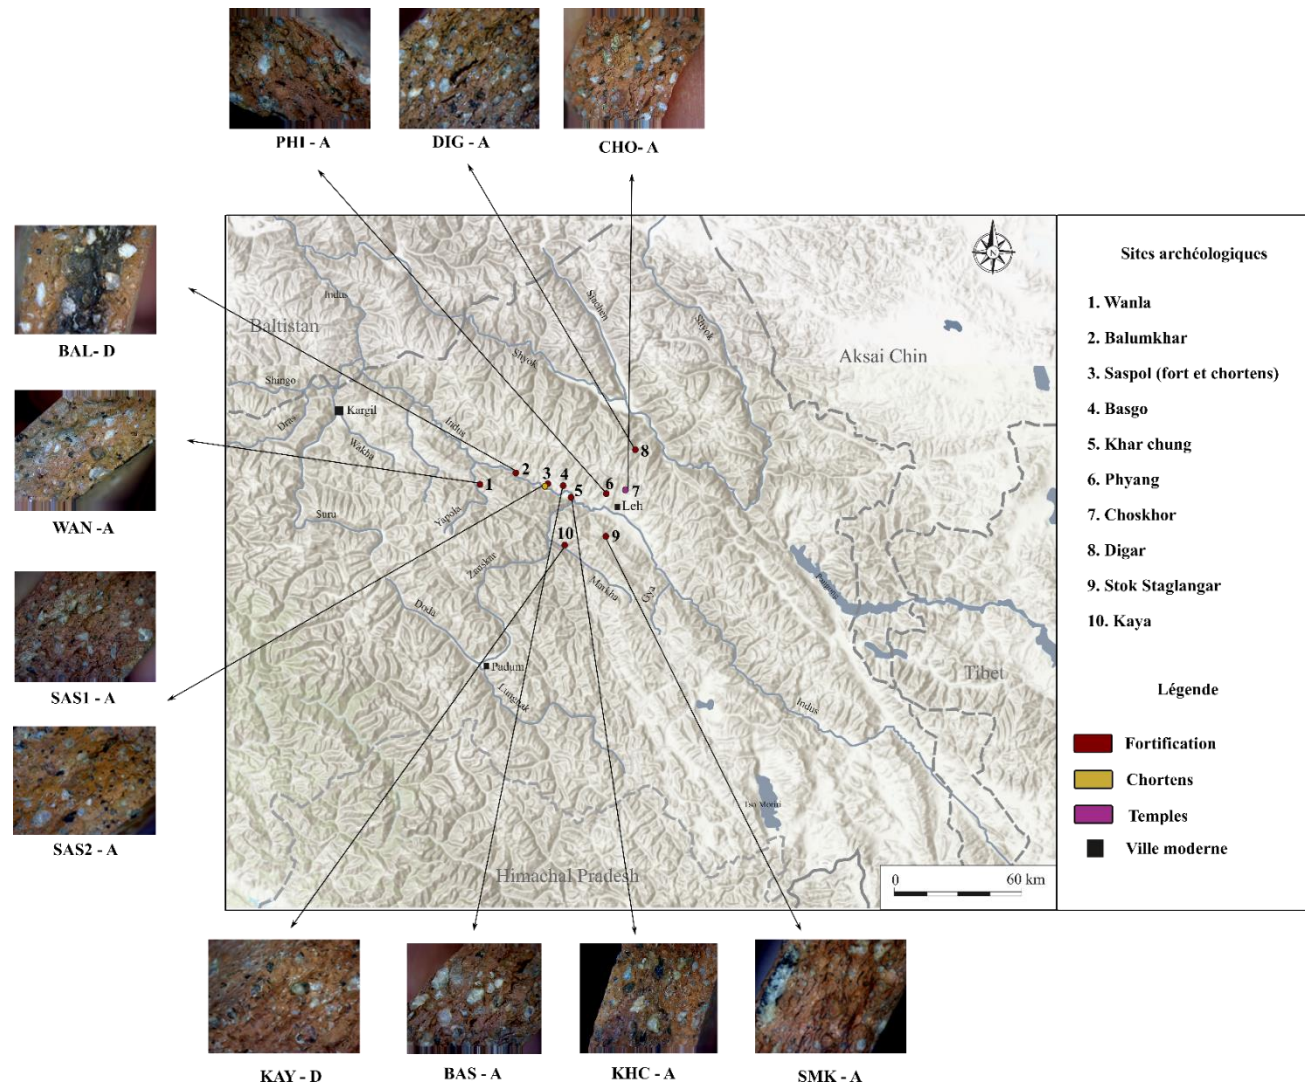 PHI - A
DIG - A
CHO- A
BAL- D
WAN -A
SAS1 - A
SAS2 - A
N
Baltistan
Indus
Siachen
Shyok
Shyok
Aksai Chin
Shingo
Dras
Kargil
Wakha
Indus
Suru
Yapola
1
2
3
4
5
6
7
8
9
10
Leh
Zanskar
Markha
Gya
Doda
Padum
Lungnak
Pangong
Tibet
Indus
Tso Moriri
Himachal Pradesh
0 60 km
Sites archéologiques
1. Wanla
2. Balumkhar
3. Saspol (fort et chortens)
4. Basgo
5. Khar chung
6. Phyang
7. Choskhor
8. Digar
9. Stok Staglangar
10. Kaya
Légende
Fortification
Chortens
Temples
Ville moderne
KAY - D
BAS - A
KHC - A
SMK - A